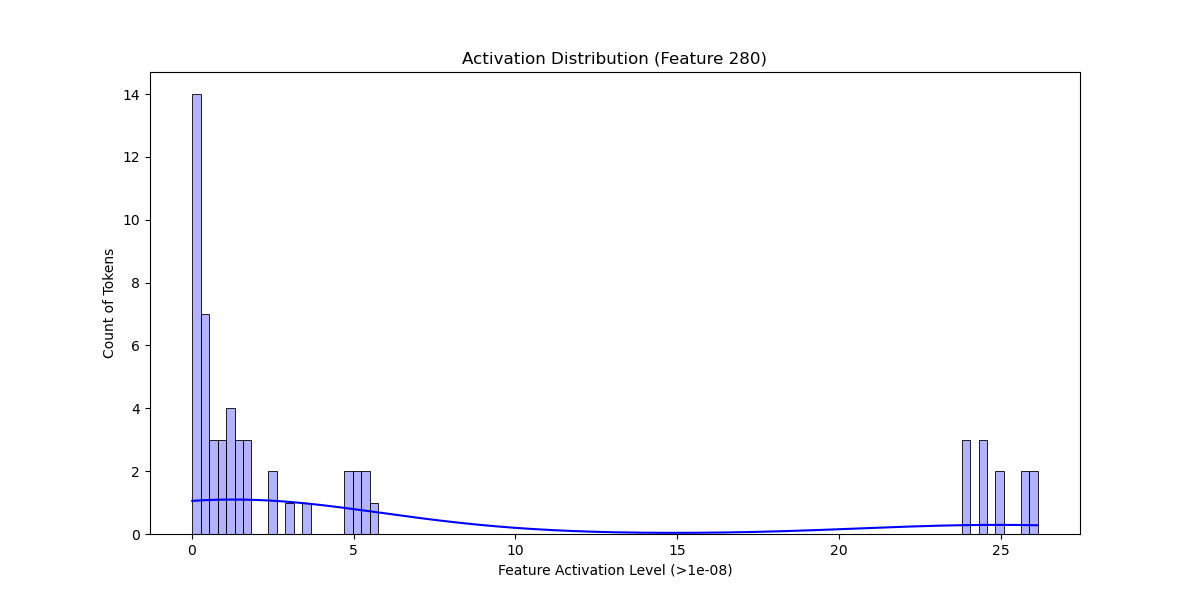 Activation Distribution (Feature 280)
14
12
10
8
6
4
2
0
Count of Tokens
0 5 10 15 20 25
Feature Activation Level (>1e-08)